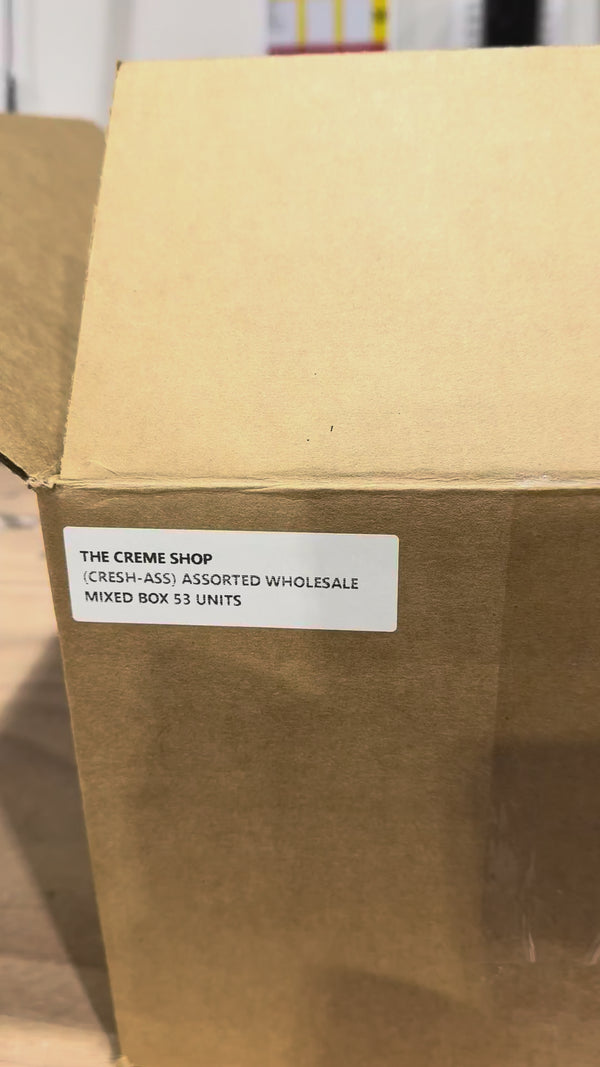 THE CREME SHOP
(CRESH-ASS) ASSORTED WHOLESALE
MIXED BOX 53 UNITS